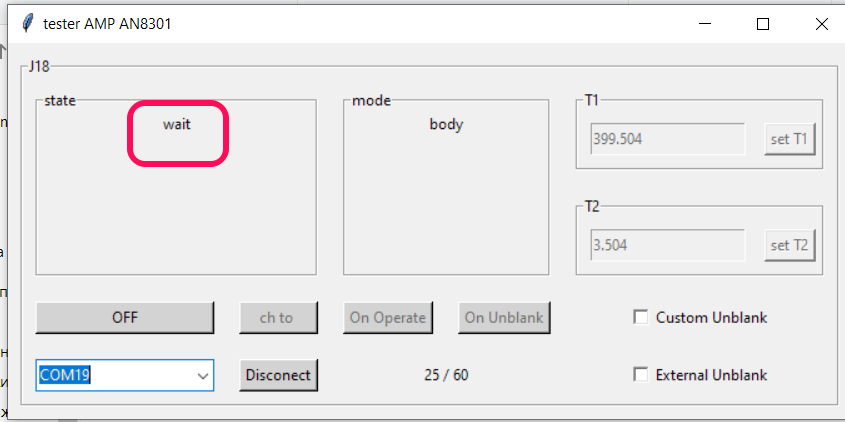 tester AMP AN8301
J18
state
wait
mode
body
T1
399.504
set T1
T2
3.504
set T2
OFF
ch to
On Operate
On Unblank
Custom Unblank
COM19
Disconect
25 / 60
External Unblank